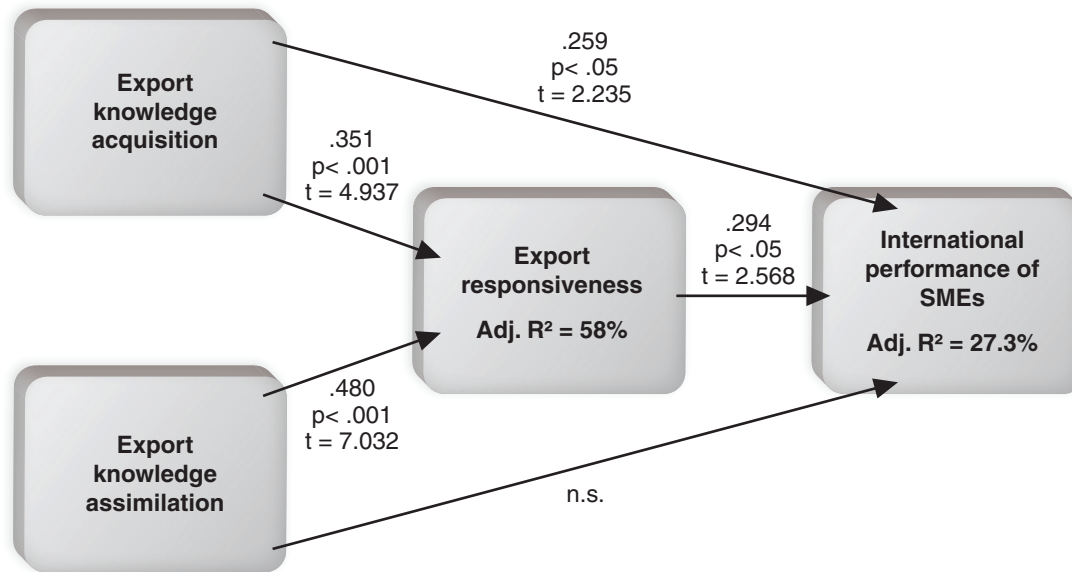 Export
knowledge
acquisition
.259
p< .05
t = 2.235
.351
p< .001
t = 4.937
Export
responsiveness
Adj. R² = 58%
.294
p< .05
t = 2.568
International
performance of
SMEs
Adj. R² = 27.3%
Export
knowledge
assimilation
.480
p< .001
t = 7.032
n.s.